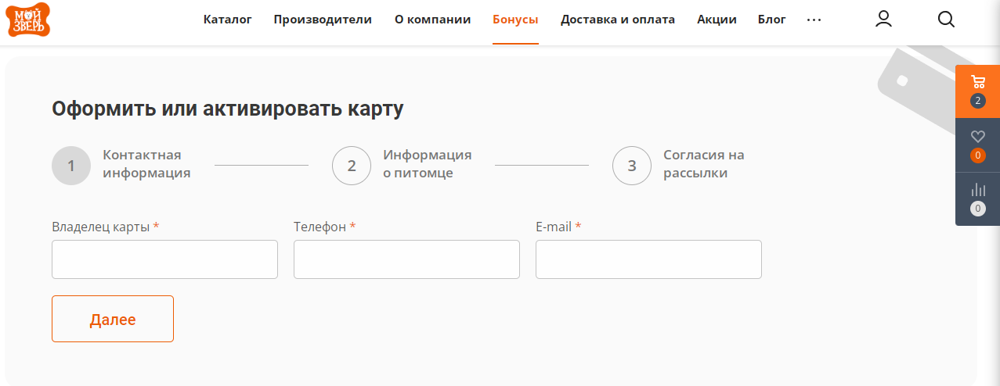 МОЙ
ЗВЕРЬ
Каталог Производители О компании Бонусы Доставка и оплата Акции Блог ...
2
0
0
Оформить или активировать карту
1 Контактная информация
2 Информация о питомце
3 Согласия на рассылки
Владелец карты * Телефон * E-mail *
Далее